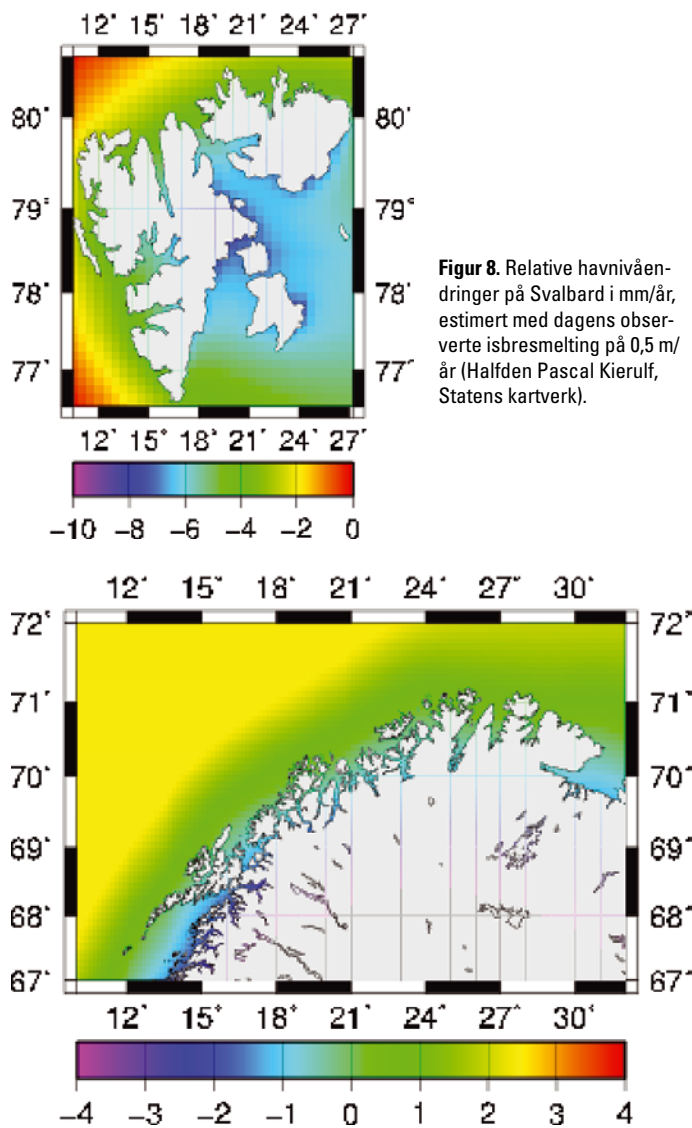 12° 15° 18° 21° 24° 27°
80° 80°
79° 79°
78° 78°
77° 77°
12° 15° 18° 21° 24° 27°
−10 −8 −6 −4 −2 0
Figur 8. Relative havnivåen-
dringer på Svalbard i mm/år,
estimert med dagens obser-
verte isbresmelting på 0,5 m/
år (Halfden Pascal Kierulf,
Statens kartverk).
12° 15° 18° 21° 24° 27° 30°
72° 72°
71° 71°
70° 70°
69° 69°
68° 68°
67° 67°
12° 15° 18° 21° 24° 27° 30°
−4 −3 −2 −1 0 1 2 3 4